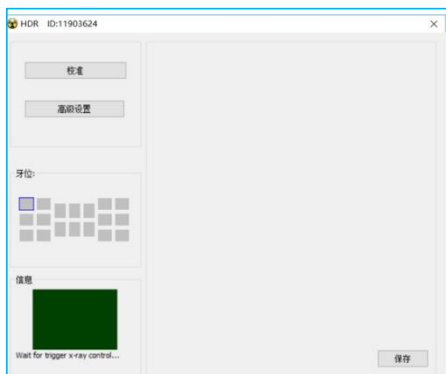 HDR ID:11903624
校准
高级设置
牙位:
信息
Wait for trigger x-ray control...
保存